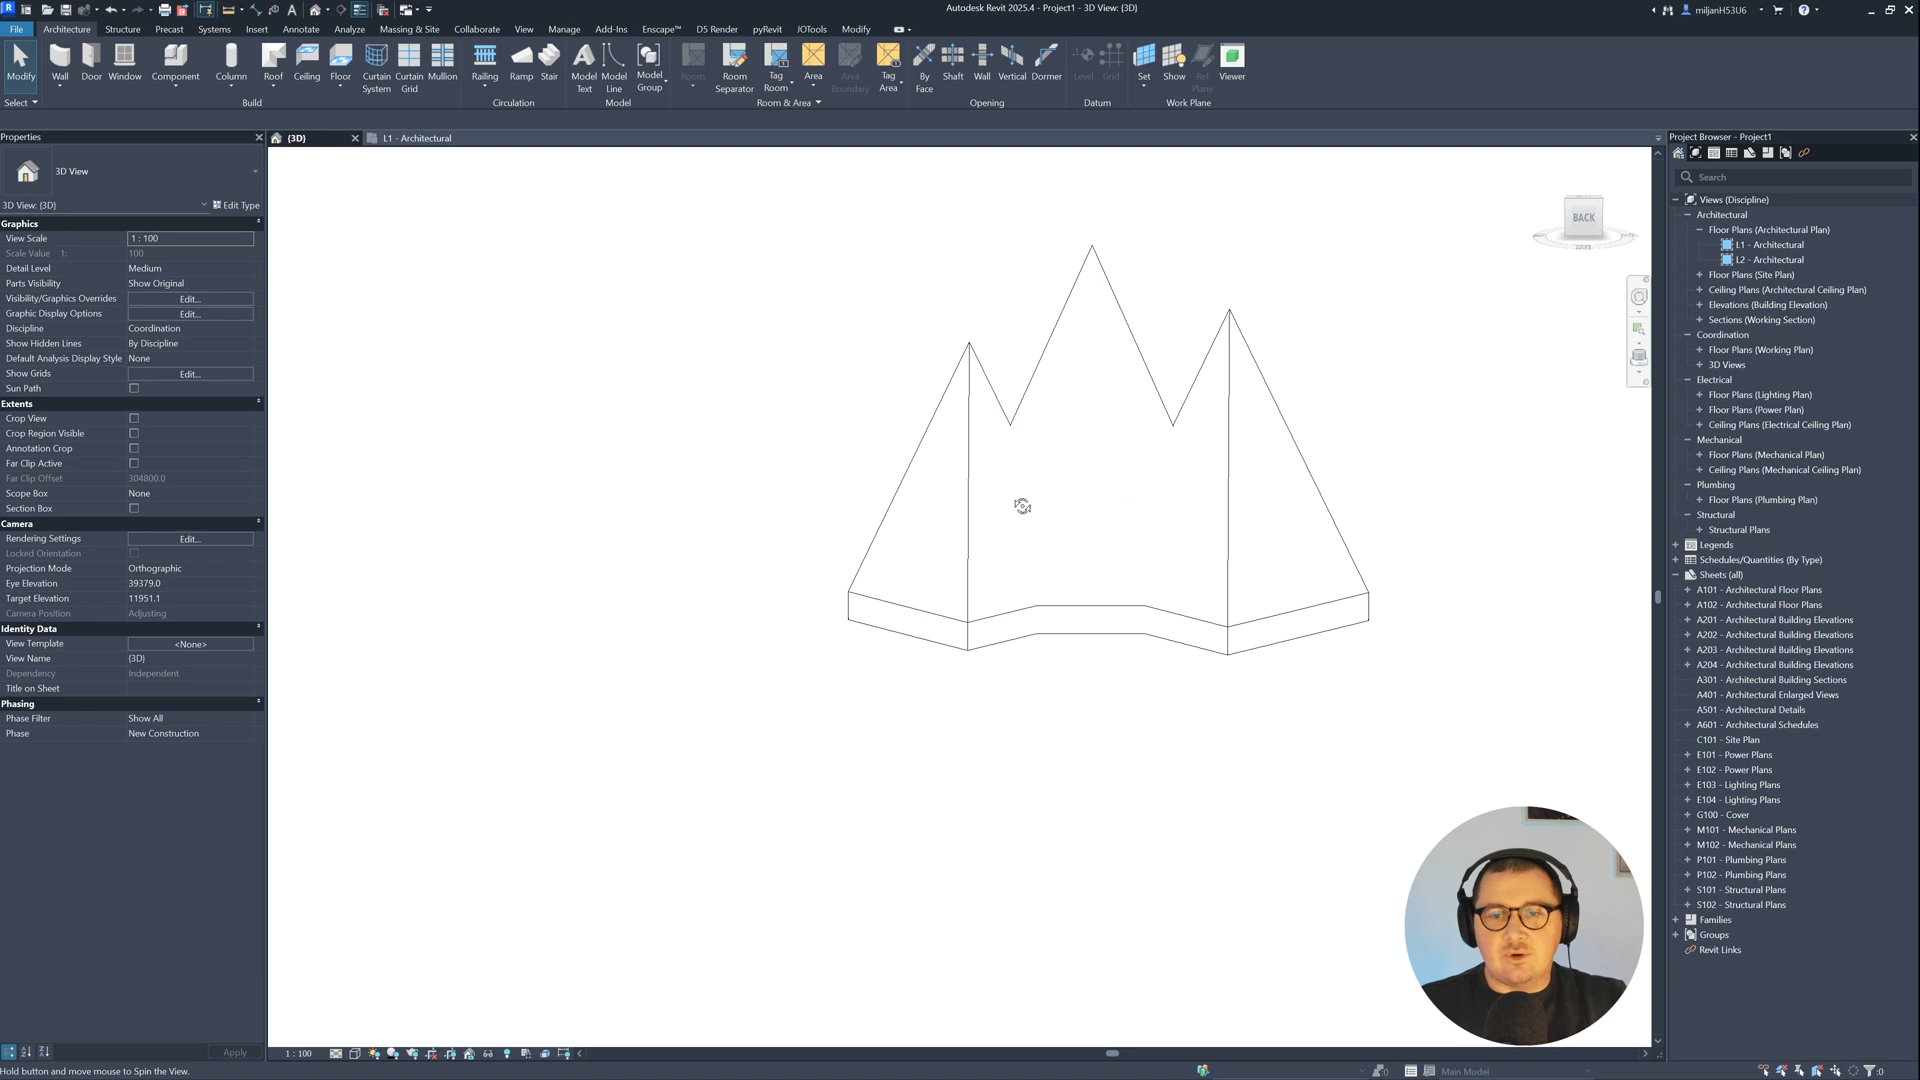 Autodesk Revit 2025.4 - Project1 - 3D View: {3D}
miljanH53U6
File
Architecture
Structure
Precast
Systems
Insert
Annotate
Analyze
Massing & Site
Collaborate
View
Manage
Add-Ins
Enscape™
D5 Render
pyRevit
JOTools
Modify
Modify
Wall
Door
Window
Component
Column
Roof
Ceiling
Floor
Curtain System
Curtain Grid
Mullion
Railing
Ramp
Stair
Model Text
Model Line
Model Group
Room
Room Separator
Tag Room
Area
Area Boundary
Tag Area
By Face
Shaft
Wall
Vertical
Dormer
Level
Grid
Set
Show
Ref Plane
Viewer
Select
Build
Circulation
Model
Room & Area
Opening
Datum
Work Plane
Properties
{3D}
L1 - Architectural
3D View
3D View: {3D}
Edit Type
Graphics
View Scale
1 : 100
Scale Value 1:
100
Detail Level
Medium
Parts Visibility
Show Original
Visibility/Graphics Overrides
Edit...
Graphic Display Options
Edit...
Discipline
Coordination
Show Hidden Lines
By Discipline
Default Analysis Display Style
None
Show Grids
Edit...
Sun Path
Extents
Crop View
Crop Region Visible
Annotation Crop
Far Clip Active
Far Clip Offset
304800.0
Scope Box
None
Section Box
Camera
Rendering Settings
Edit...
Locked Orientation
Projection Mode
Orthographic
Eye Elevation
39379.0
Target Elevation
11951.1
Camera Position
Adjusting
Identity Data
View Template
<None>
View Name
{3D}
Dependency
Independent
Title on Sheet
Phasing
Phase Filter
Show All
Phase
New Construction
Apply
BACK
Project Browser - Project1
Search
Views (Discipline)
Architectural
Floor Plans (Architectural Plan)
L1 - Architectural
L2 - Architectural
Floor Plans (Site Plan)
Ceiling Plans (Architectural Ceiling Plan)
Elevations (Building Elevation)
Sections (Working Section)
Coordination
Floor Plans (Working Plan)
3D Views
Electrical
Floor Plans (Lighting Plan)
Floor Plans (Power Plan)
Ceiling Plans (Electrical Ceiling Plan)
Mechanical
Floor Plans (Mechanical Plan)
Ceiling Plans (Mechanical Ceiling Plan)
Plumbing
Floor Plans (Plumbing Plan)
Structural
Structural Plans
Legends
Schedules/Quantities (By Type)
Sheets (all)
A101 - Architectural Floor Plans
A102 - Architectural Floor Plans
A201 - Architectural Building Elevations
A202 - Architectural Building Elevations
A203 - Architectural Building Elevations
A204 - Architectural Building Elevations
A301 - Architectural Building Sections
A401 - Architectural Enlarged Views
A501 - Architectural Details
A601 - Architectural Schedules
C101 - Site Plan
E101 - Power Plans
E102 - Power Plans
E103 - Lighting Plans
E104 - Lighting Plans
G100 - Cover
M101 - Mechanical Plans
M102 - Mechanical Plans
P101 - Plumbing Plans
P102 - Plumbing Plans
S101 - Structural Plans
S102 - Structural Plans
Families
Groups
Revit Links
1 : 100
Hold button and move mouse to Spin the View.
:0
Main Model
:0